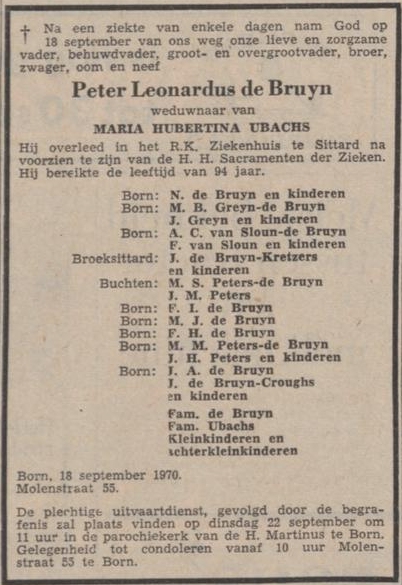 † Na een ziekte van enkele dagen nam God op
18 september van ons weg onze lieve en zorgzame
vader, behuwdvader, groot- en overgrootvader, broer,
zwager, oom en neef
Peter Leonardus de Bruyn
weduwnaar van
MARIA HUBERTINA UBACHS
Hij overleed in het R.K. Ziekenhuis te Sittard na
voorzien te zijn van de H. H. Sacramenten der Zieken.
Hij bereikte de leeftijd van 94 jaar.
Born: N. de Bruyn en kinderen
Born: M. B. Greyn-de Bruyn
J. Greyn en kinderen
Born: A. C. van Sloun-de Bruyn
F. van Sloun en kinderen
Broeksittard: J. de Bruyn-Kretzers
en kinderen
Buchten: M. S. Peters-de Bruyn
J. M. Peters
Born: F. I. de Bruyn
Born: M. J. de Bruyn
Born: F. H. de Bruyn
Born: M. M. Peters-de Bruyn
J. H. Peters en kinderen
Born: J. A. de Bruyn
J. de Bruyn-Croughs
en kinderen
Fam. de Bruyn
Fam. Ubachs
Kleinkinderen en
achterkleinkinderen
Born, 18 september 1970.
Molenstraat 55.
De plechtige uitvaartdienst, gevolgd door de begra-
fenis zal plaats vinden op dinsdag 22 september om
11 uur in de parochiekerk van de H. Martinus te Born.
Gelegenheid tot condoleren vanaf 10 uur Molen-
straat 55 te Born.